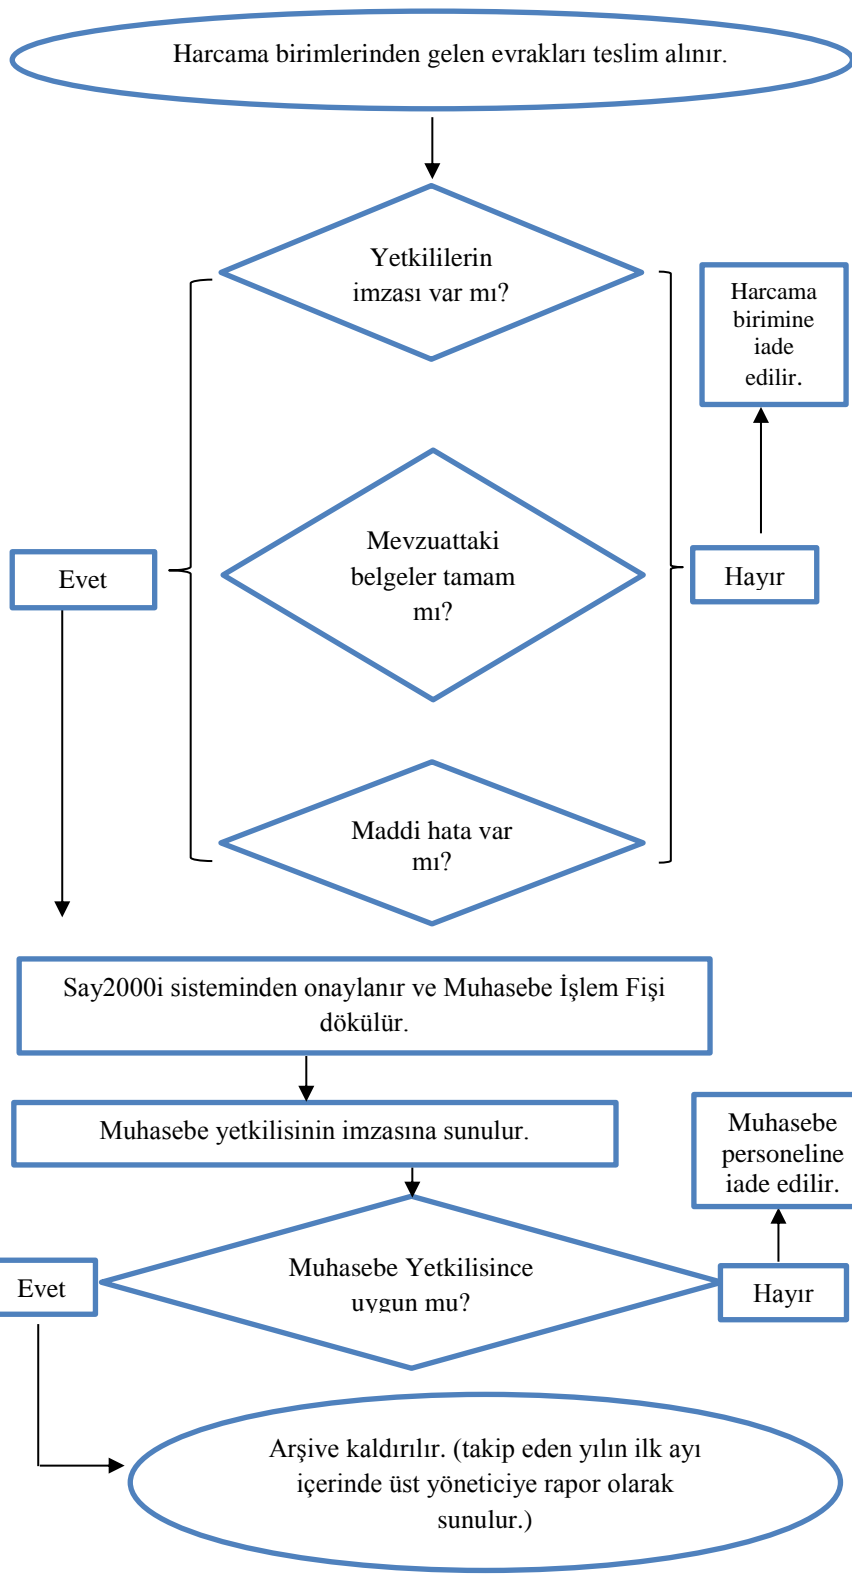 Harcama birimlerinden gelen evrakları teslim alınır.
Yetkililerin
imzası var mı?
Harcama
birimine
iade
edilir.
Mevzuattaki
belgeler tamam
mı?
Evet
Hayır
Maddi hata var
mı?
Say2000i sisteminden onaylanır ve Muhasebe İşlem Fişi
dökülür.
Muhasebe yetkilisinin imzasına sunulur.
Muhasebe
personeline
iade edilir.
Muhasebe Yetkilisince
uygun mu?
Evet
Hayır
Arşive kaldırılır. (takip eden yılın ilk ayı
içerinde üst yöneticiye rapor olarak
sunulur.)